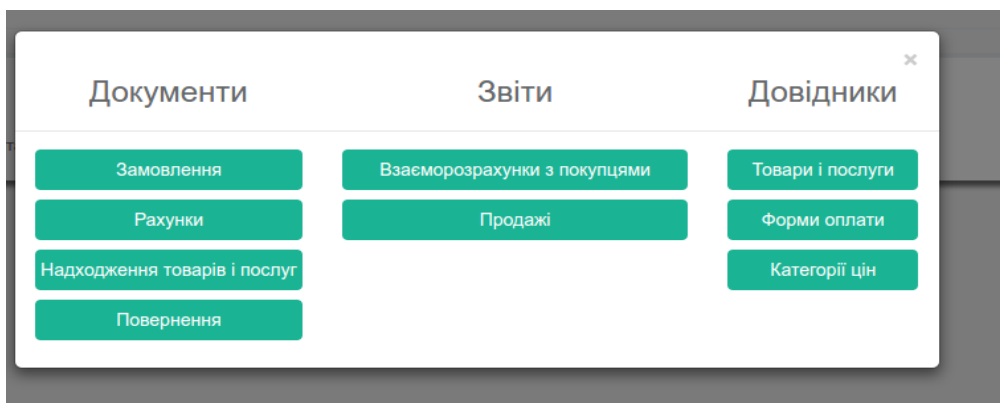 ×
Документи
Звіти
Довідники
Замовлення
Рахунки
Надходження товарів і послуг
Повернення
Взаєморозрахунки з покупцями
Продажі
Товари і послуги
Форми оплати
Категорії цін